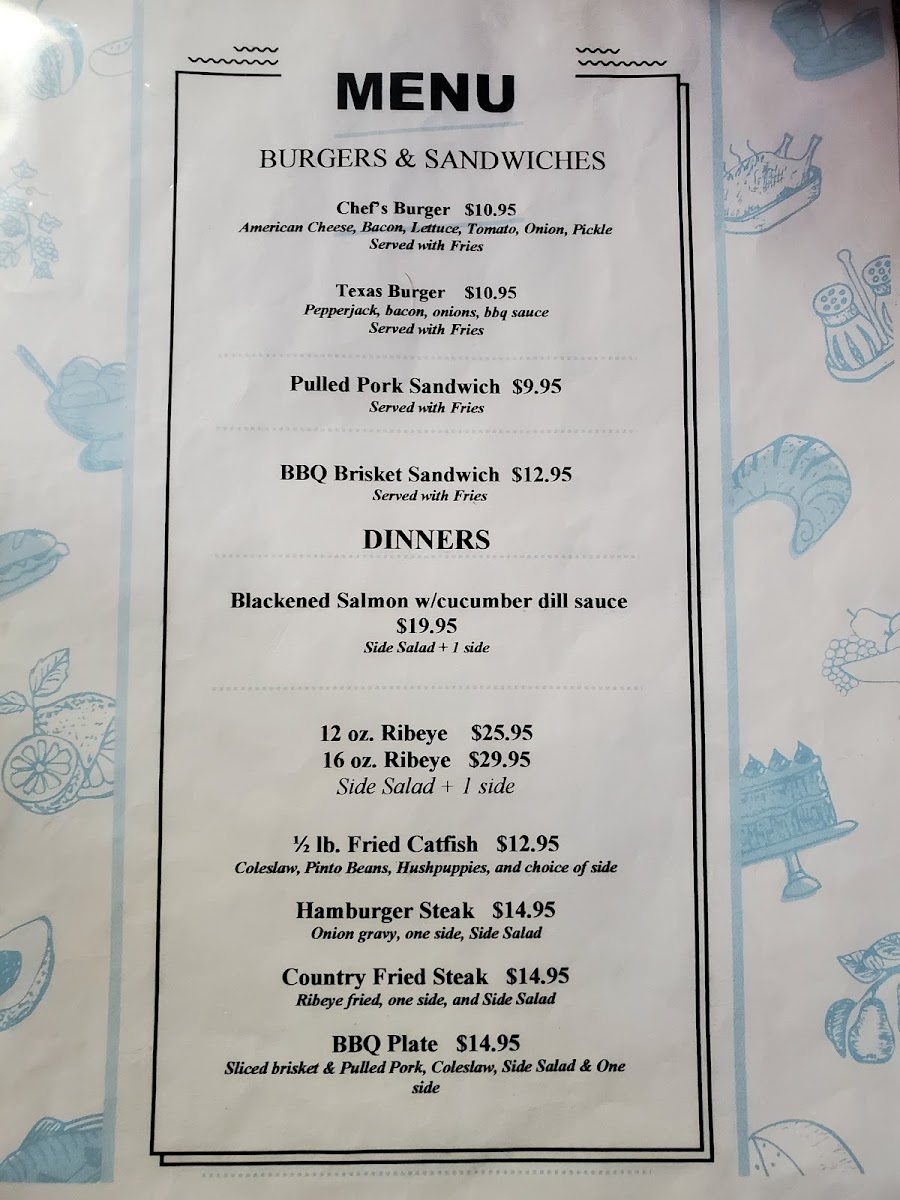 MENU
BURGERS & SANDWICHES
Chef's Burger $10.95
American Cheese, Bacon, Lettuce, Tomato, Onion, Pickle
Served with Fries
Texas Burger $10.95
Pepperjack, bacon, onions, bbq sauce
Served with Fries
Pulled Pork Sandwich $9.95
Served with Fries
BBQ Brisket Sandwich $12.95
Served with Fries
DINNERS
Blackened Salmon w/cucumber dill sauce
$19.95
Side Salad + 1 side
12 oz. Ribeye $25.95
16 oz. Ribeye $29.95
Side Salad + 1 side
½ lb. Fried Catfish $12.95
Coleslaw, Pinto Beans, Hushpuppies, and choice of side
Hamburger Steak $14.95
Onion gravy, one side, Side Salad
Country Fried Steak $14.95
Ribeye fried, one side, and Side Salad
BBQ Plate $14.95
Sliced brisket & Pulled Pork, Coleslaw, Side Salad & One
side